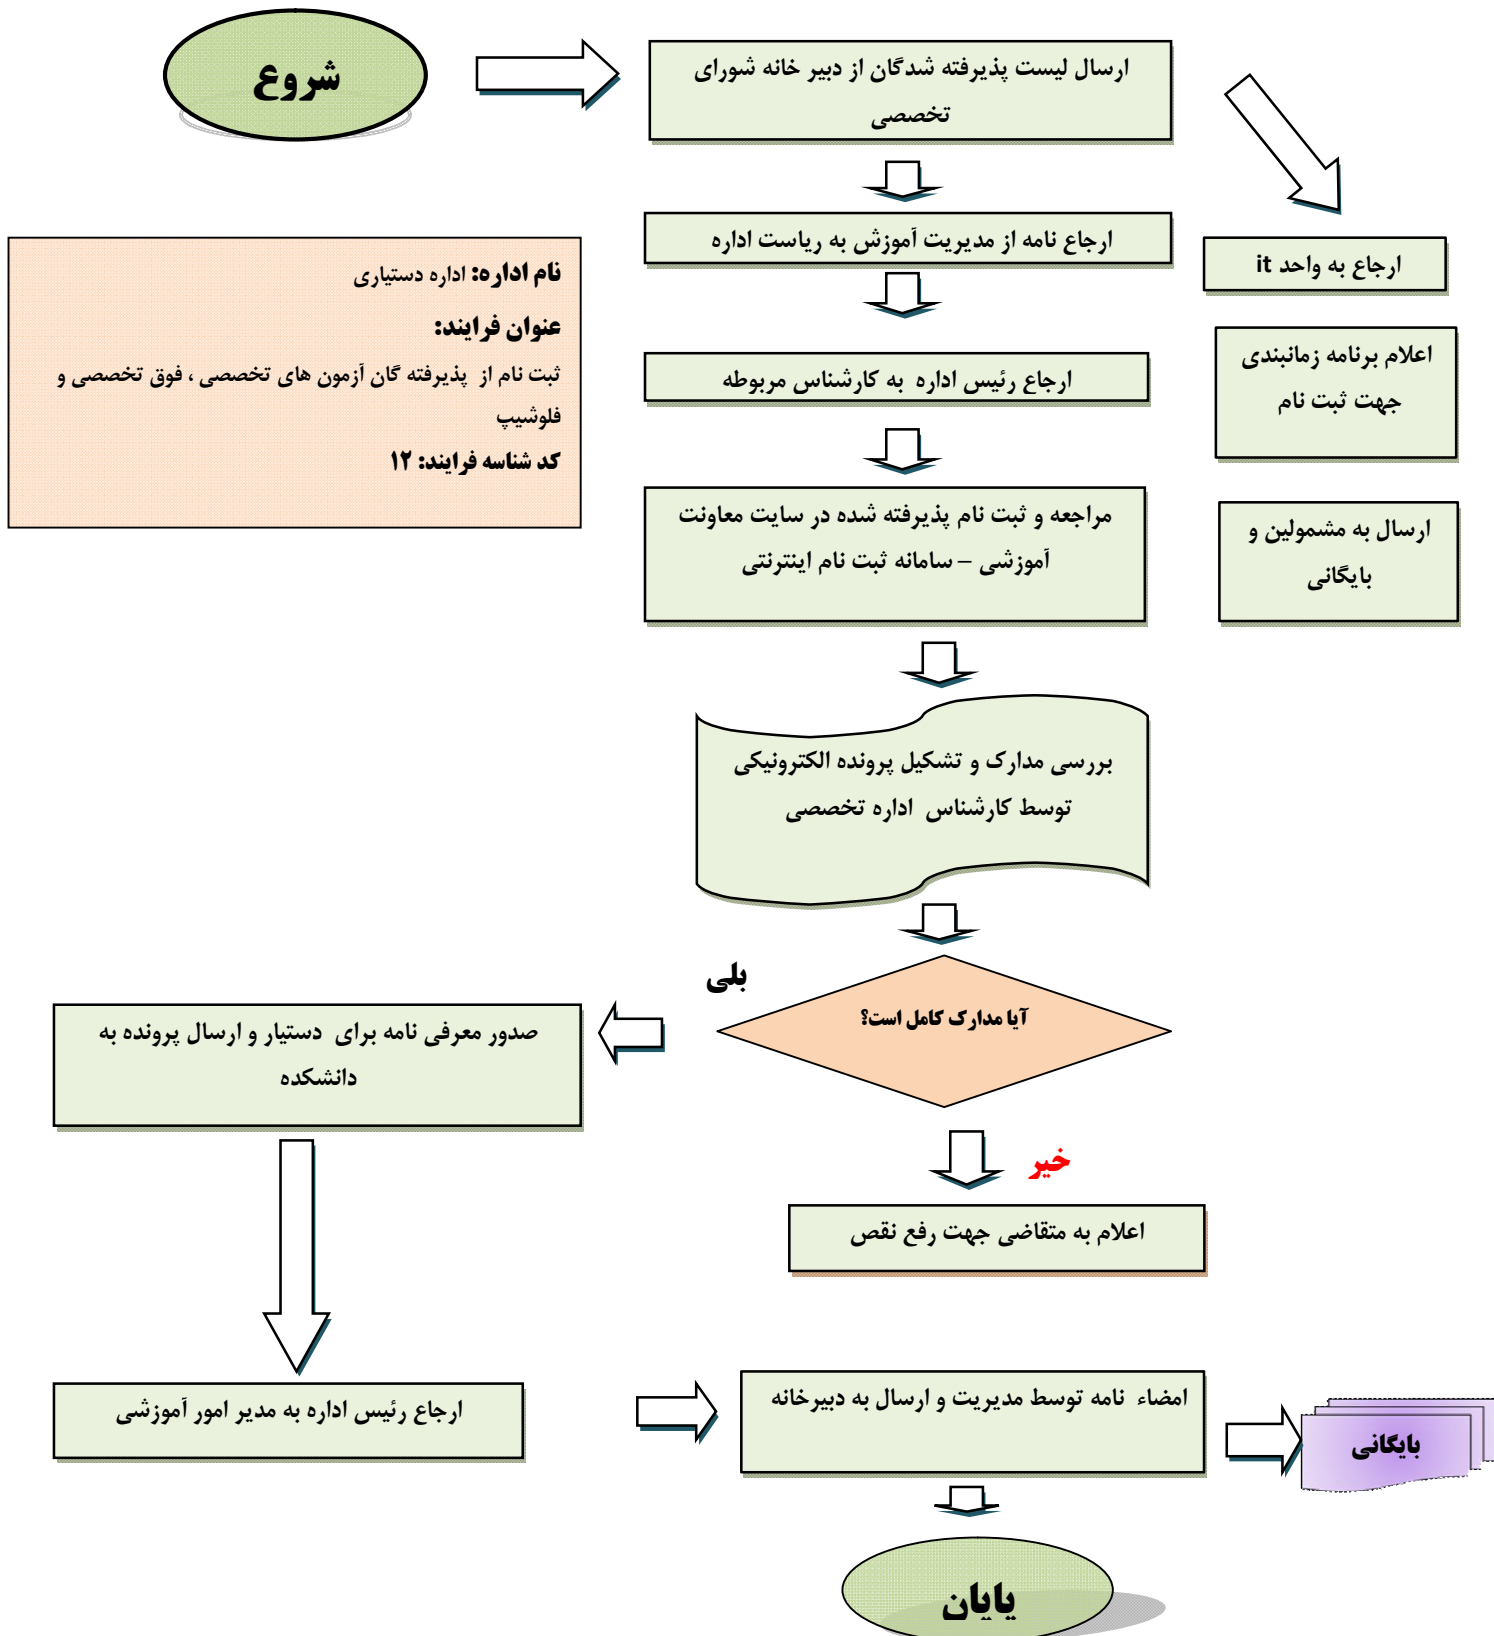 شروع
ارسال لیست پذیرفته شدگان از دبیر خانه شورای
تخصصی
ارجاع نامه از مدیریت آموزش به ریاست اداره
ارجاع به واحد it
نام اداره: اداره دستیاری
عنوان فرایند:
ثبت نام از پذیرفته گان آزمون های تخصصی ، فوق تخصصی و
فلوشیپ
کد شناسه فرایند: ۱۲
ارجاع رئیس اداره به کارشناس مربوطه
اعلام برنامه زمانبندی
جهت ثبت نام
مراجعه و ثبت نام پذیرفته شده در سایت معاونت
آموزشی – سامانه ثبت نام اینترنتی
ارسال به مشمولین و
بایگانی
بررسی مدارک و تشکیل پرونده الکترونیکی
توسط کارشناس اداره تخصصی
آیا مدارک کامل است؟
بلی
صدور معرفی نامه برای دستیار و ارسال پرونده به
دانشکده
خیر
اعلام به متقاضی جهت رفع نقص
ارجاع رئیس اداره به مدیر امور آموزشی
امضاء نامه توسط مدیریت و ارسال به دبیرخانه
بایگانی
پایان